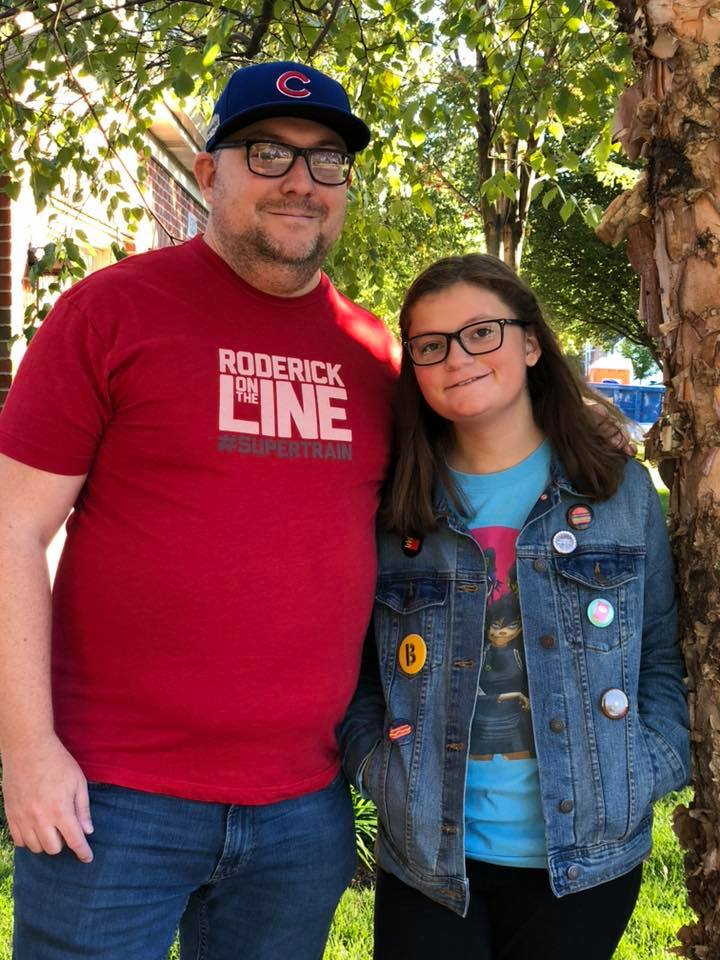 C
RODERICK
ON THE
LINE
#SUPERTRAIN
B